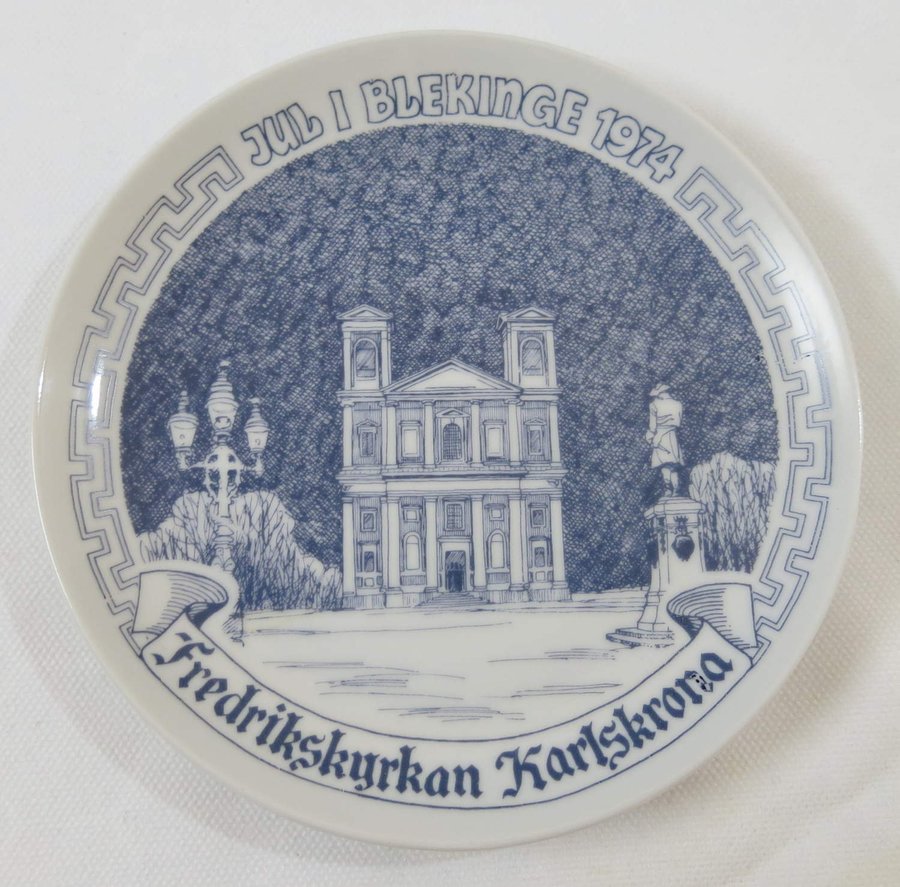 JUL I BLEKINGE 1974
Fredrikskyrkan Karlskrona